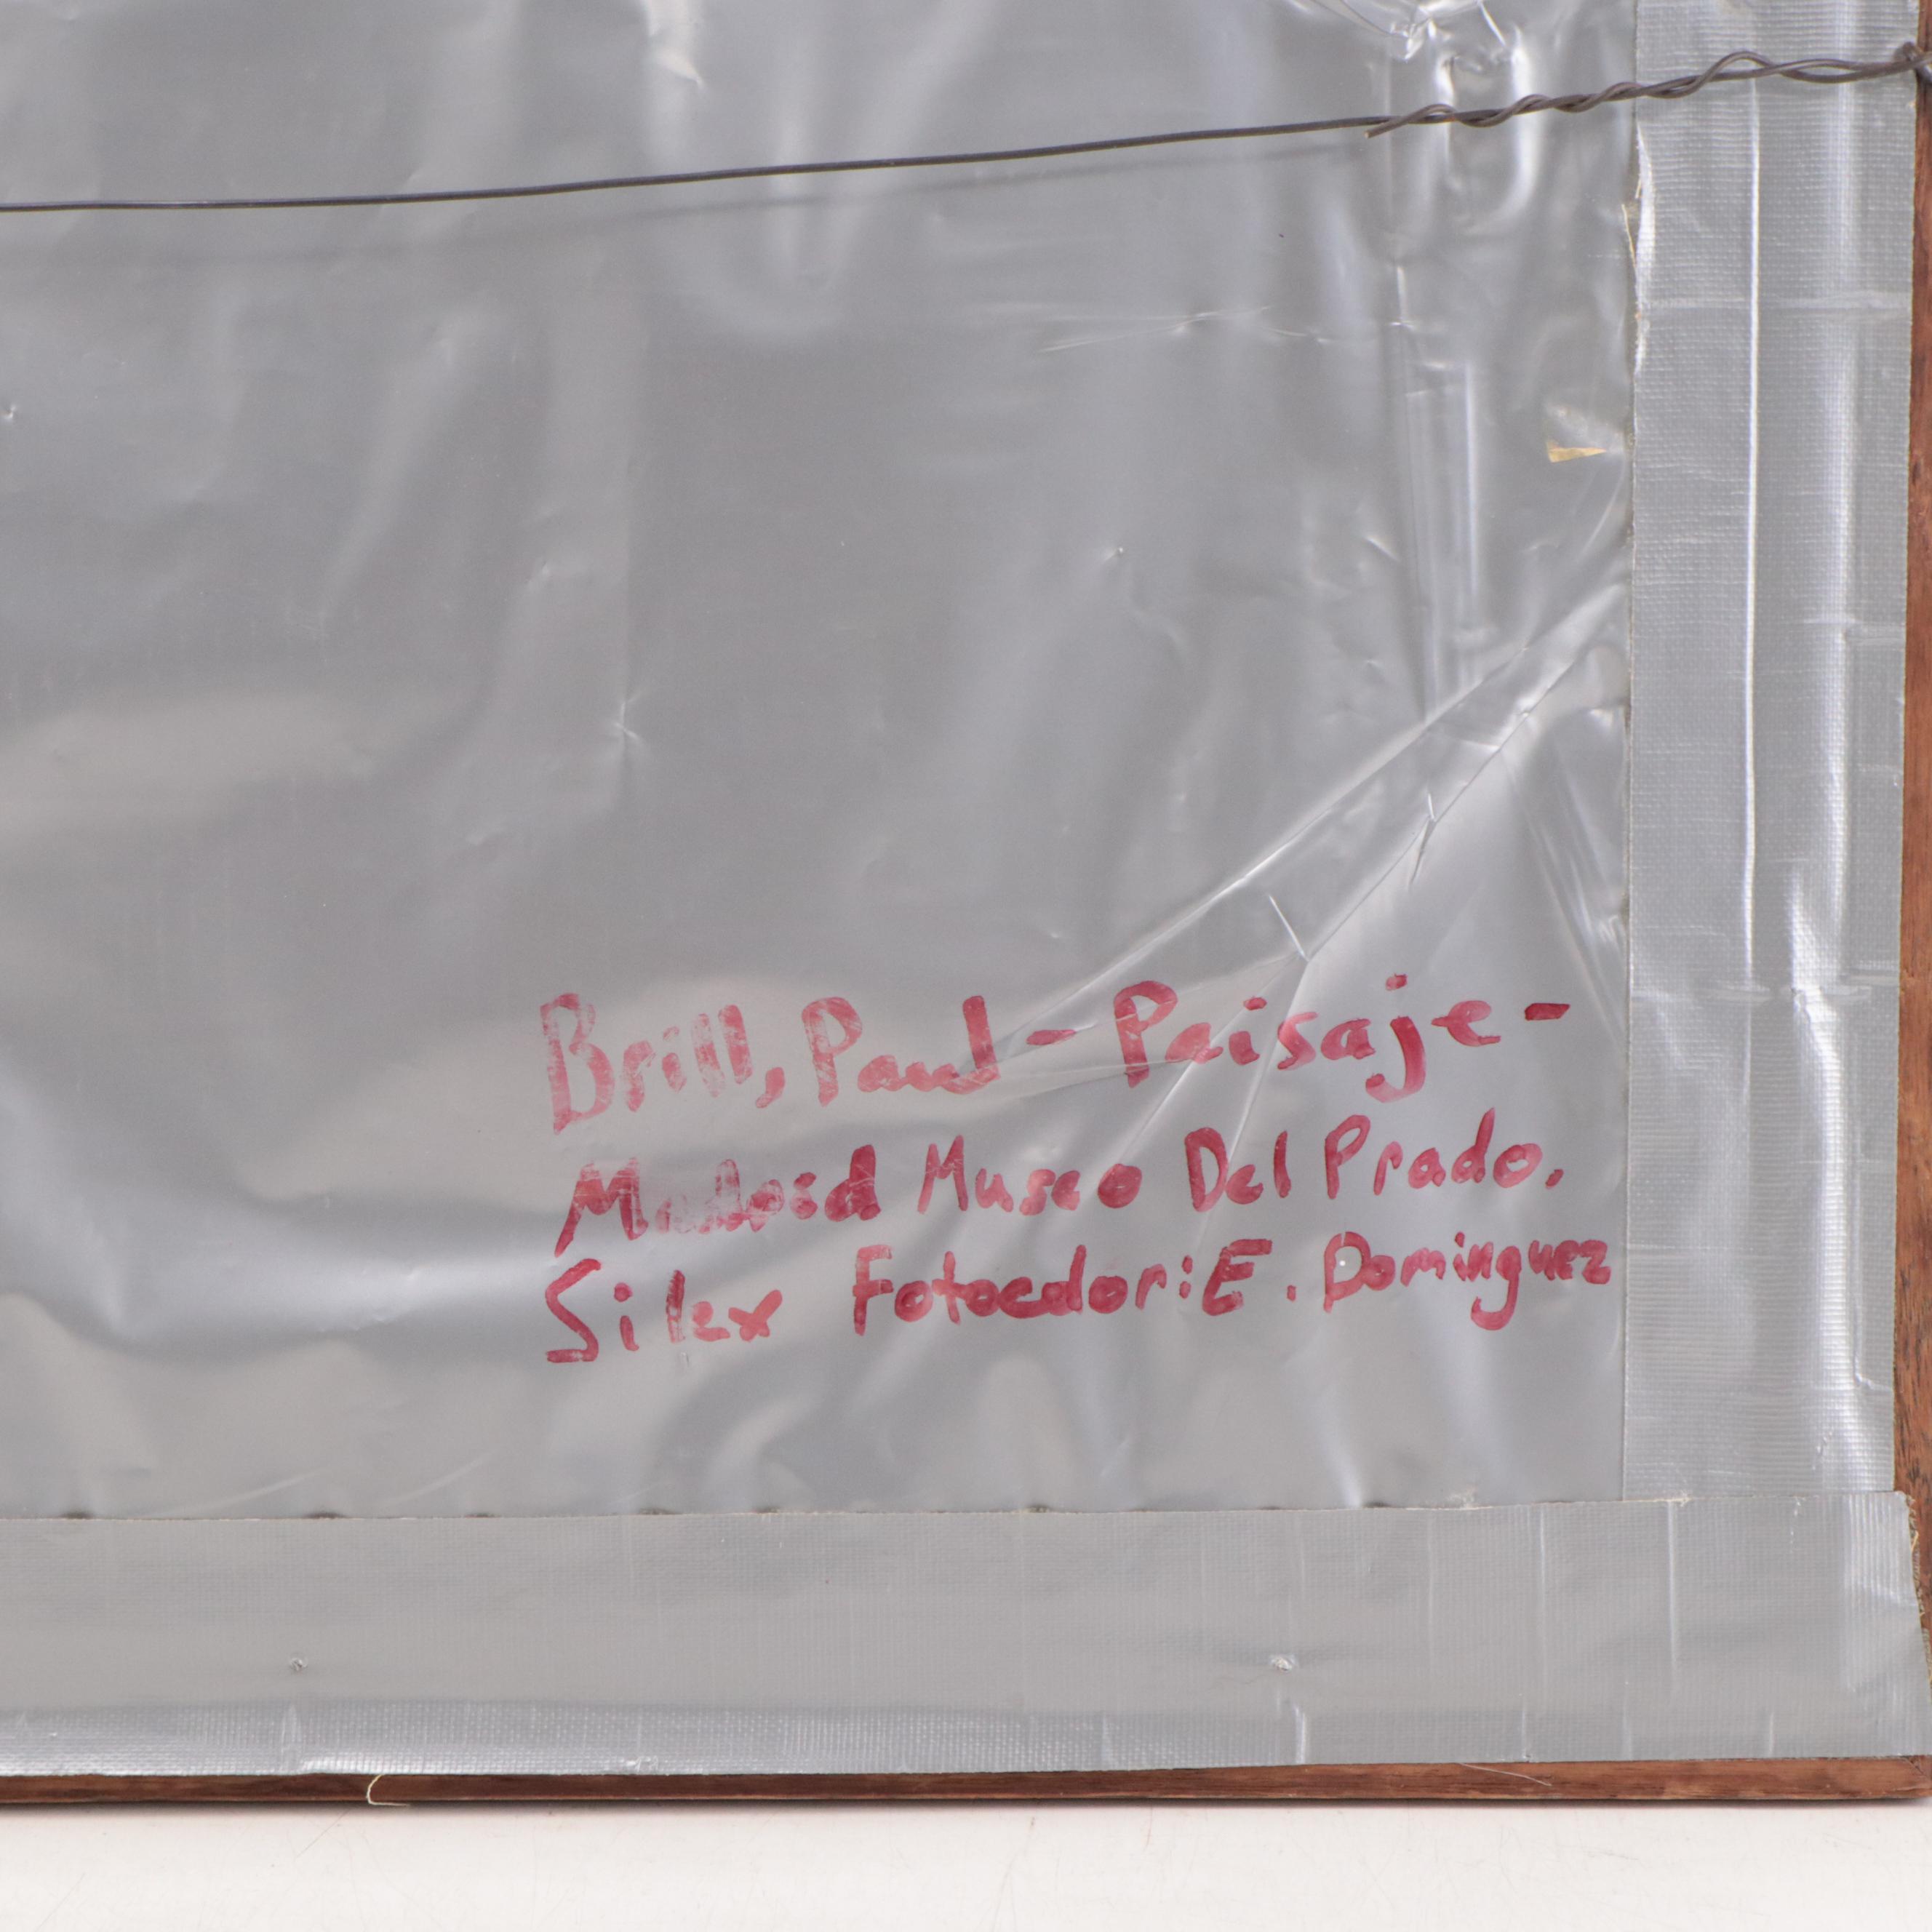 Brill, Paul - Paisaje -
Madrid Museo Del Prado.
Silex Fotocolor: E. Dominguez